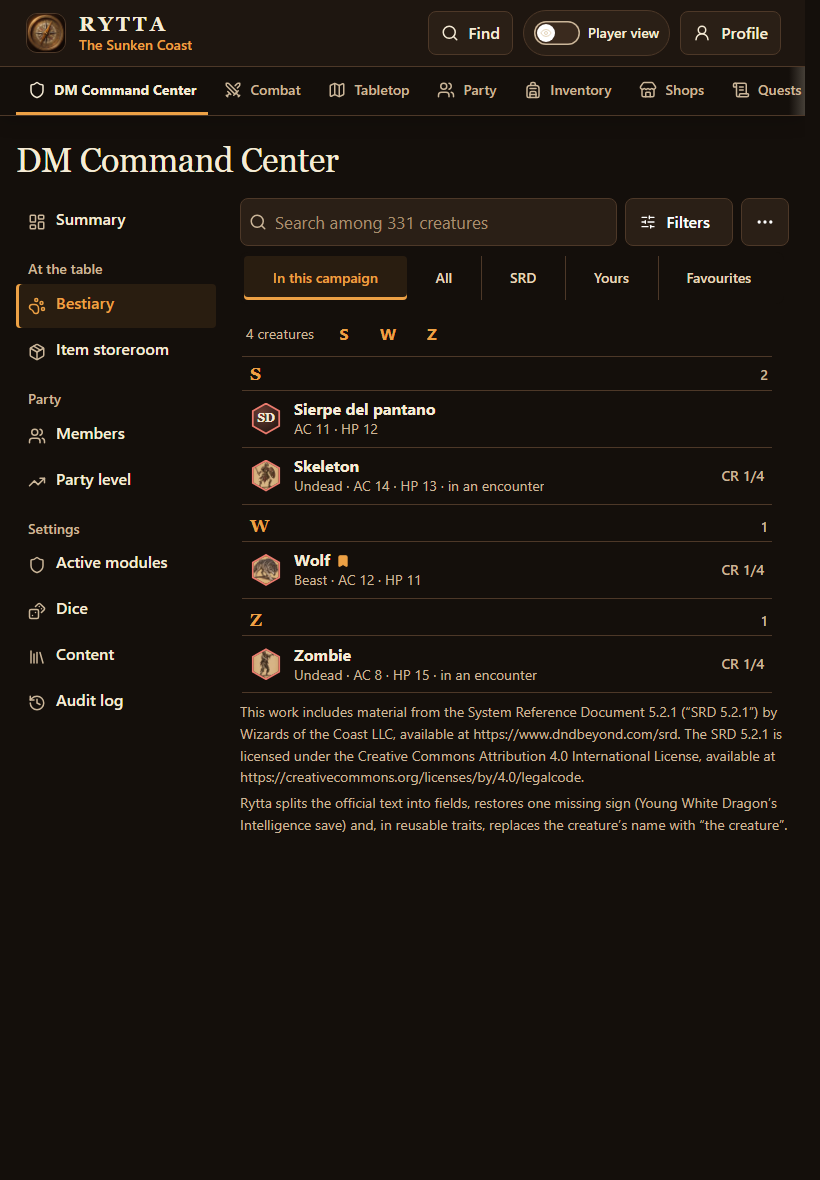 RYTTA
The Sunken Coast
Find
Player view
Profile
DM Command Center
Combat
Tabletop
Party
Inventory
Shops
Quests
DM Command Center
Summary
At the table
Bestiary
Item storeroom
Party
Members
Party level
Settings
Active modules
Dice
Content
Audit log
Search among 331 creatures
Filters
In this campaign
All
SRD
Yours
Favourites
4 creatures S W Z
S 2
SD
Sierpe del pantano
AC 11 · HP 12
Skeleton
Undead · AC 14 · HP 13 · in an encounter
CR 1/4
W 1
Wolf
Beast · AC 12 · HP 11
CR 1/4
Z 1
Zombie
Undead · AC 8 · HP 15 · in an encounter
CR 1/4
This work includes material from the System Reference Document 5.2.1 (“SRD 5.2.1”) by
Wizards of the Coast LLC, available at https://www.dndbeyond.com/srd. The SRD 5.2.1 is
licensed under the Creative Commons Attribution 4.0 International License, available at
https://creativecommons.org/licenses/by/4.0/legalcode.
Rytta splits the official text into fields, restores one missing sign (Young White Dragon’s
Intelligence save) and, in reusable traits, replaces the creature’s name with “the creature”.